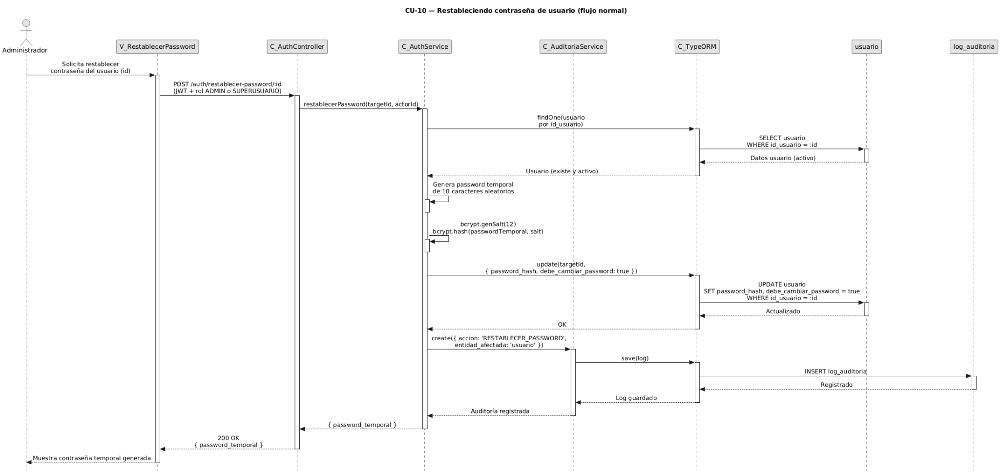 CU-10 — Restableciendo contraseña de usuario (flujo normal)
Administrador
V_RestablecerPassword
C_AuthController
C_AuthService
C_AuditoriaService
C_TypeORM
usuario
log_auditoria
Solicita restablecer
contraseña del usuario (id)
POST /auth/restablecer-password/:id
(JWT + rol ADMIN o SUPERUSUARIO)
restablecerPassword(targetId, actorId)
findOne(usuario
por id_usuario)
SELECT usuario
WHERE id_usuario = :id
Datos usuario (activo)
Usuario (existe y activo)
Genera password temporal
de 10 caracteres aleatorios
bcrypt.genSalt(12)
bcrypt.hash(passwordTemporal, salt)
update(targetId,
{ password_hash, debe_cambiar_password: true })
UPDATE usuario
SET password_hash, debe_cambiar_password = true
WHERE id_usuario = :id
Actualizado
OK
create({ accion: 'RESTABLECER_PASSWORD',
entidad_afectada: 'usuario' })
save(log)
INSERT log_auditoria
Registrado
Log guardado
Auditoría registrada
{ password_temporal }
200 OK
{ password_temporal }
Muestra contraseña temporal generada